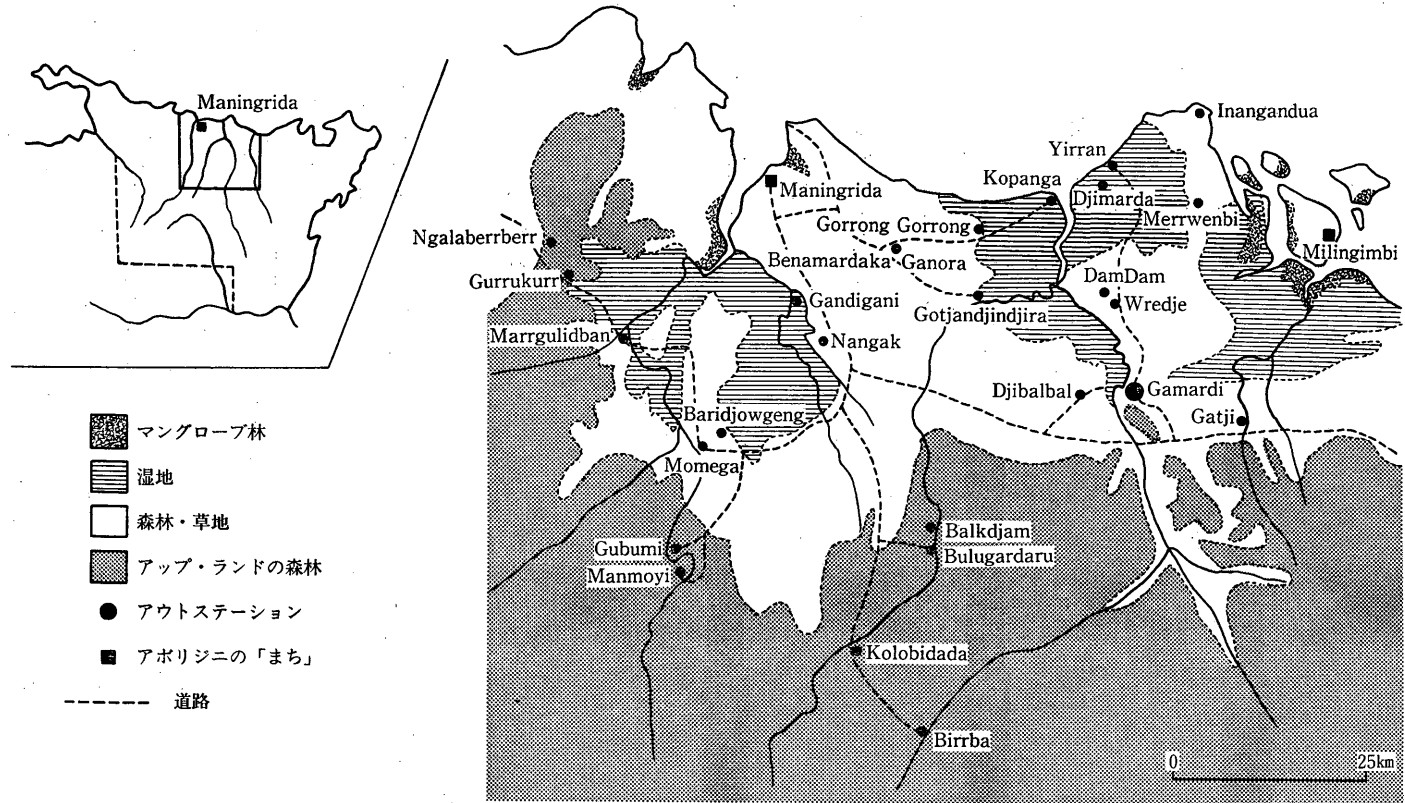 Maningrida
マングローブ林
湿地
森林・草地
アップ・ランドの森林
アウトステーション
アボリジニの「まち」
道路
Inangandua
Yirran
Kopanga
Maningrida
Djimarda
Merrwenbi
Gorrong Gorrong
Milingimbi
Ngalaberrberr
Benamardaka
Ganora
Gurrukurr
DamDam
Gandigani
Wredje
Gotjandjindjira
Marrgulidban
Nangak
Djibalbal
Gamardi
Baridjowgeng
Gatji
Momega
Balkdjam
Gubumi
Bulugardaru
Manmoyi
Kolobidada
Birrba
0 25km